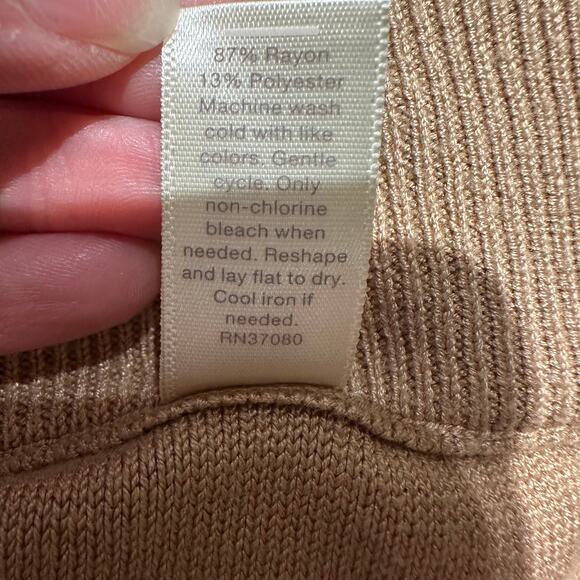 87% Rayon
13% Polyester
Machine wash
cold with like
colors. Gentle
cycle. Only
non-chlorine
bleach when
needed. Reshape
and lay flat to dry.
Cool iron if
needed.
RN37080